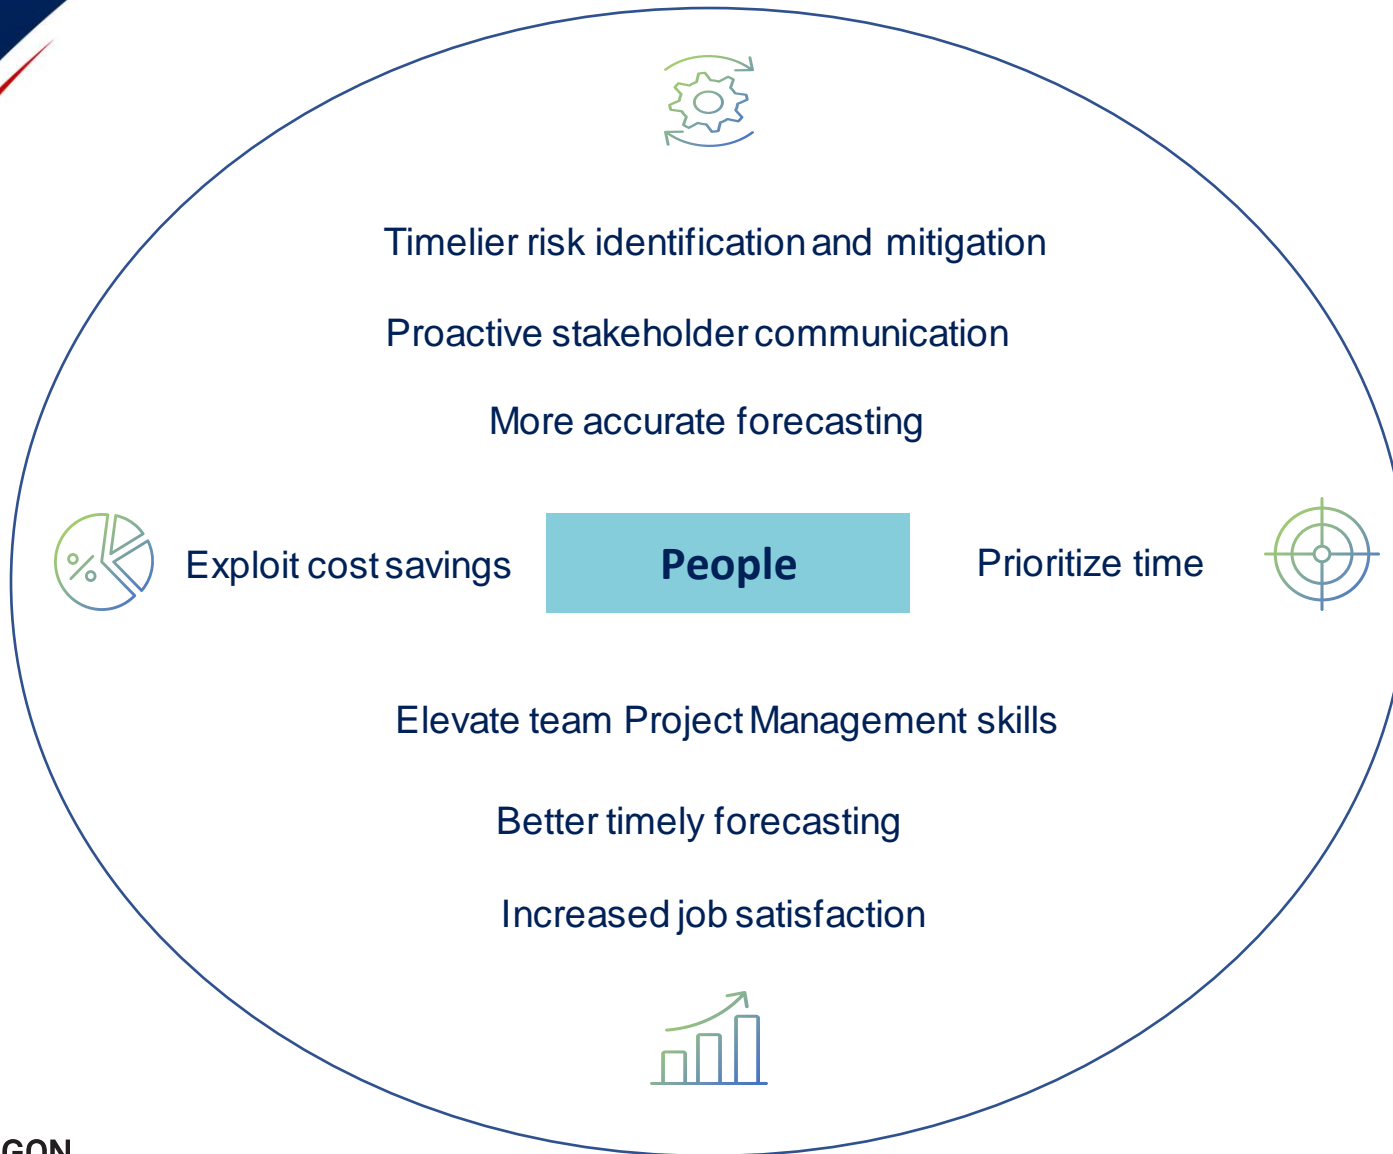 Timelier risk identification and mitigation
Proactive stakeholder communication
More accurate forecasting
%
Exploit cost savings
People
Prioritize time
Elevate team Project Management skills
Better timely forecasting
Increased job satisfaction
GON